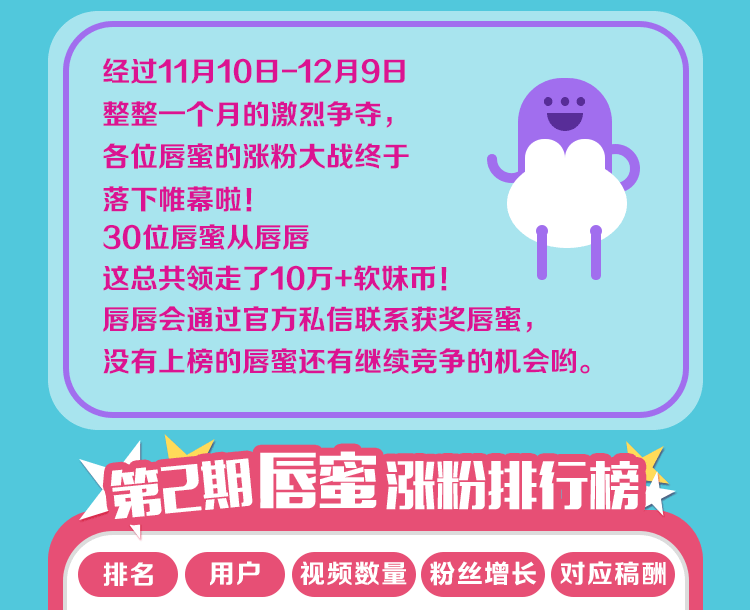 经过11月10日-12月9日
整整一个月的激烈争夺，
各位唇蜜的涨粉大战终于
落下帷幕啦！
30位唇蜜从唇唇
这总共领走了10万+软妹币！
唇唇会通过官方私信联系获奖唇蜜，
没有上榜的唇蜜还有继续竞争的机会哟。
第2期唇蜜涨粉排行榜
排名 用户 视频数量 粉丝增长 对应稿酬